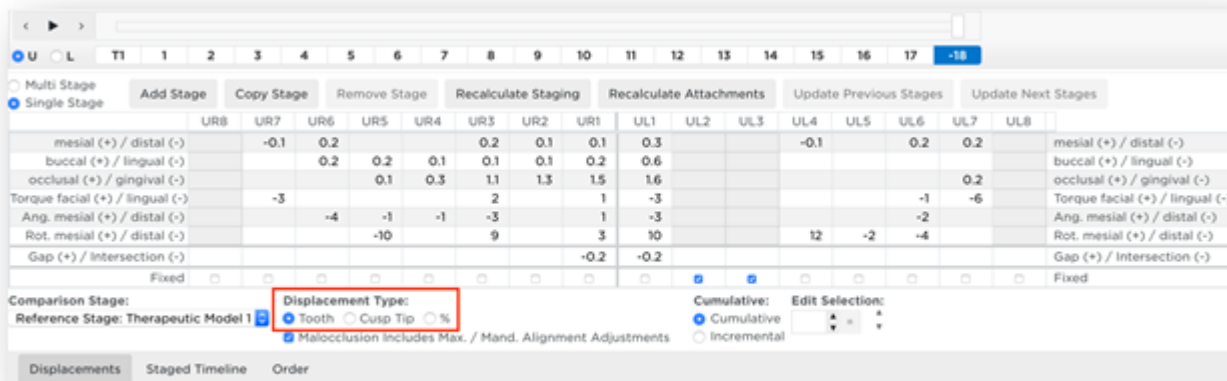 U L T1 1 2 3 4 5 6 7 8 9 10 11 12 13 14 15 16 17 -18
Multi Stage
Single Stage
Add Stage Copy Stage Remove Stage Recalculate Staging Recalculate Attachments Update Previous Stages Update Next Stages
UR8 UR7 UR6 UR5 UR4 UR3 UR2 UR1 UL1 UL2 UL3 UL4 UL5 UL6 UL7 UL8
mesial (+) / distal (-) -0.1 0.2 0.2 0.1 0.1 0.3 -0.1 0.2 0.2 mesial (+) / distal (-)
buccal (+) / lingual (-) 0.2 0.2 0.1 0.1 0.1 0.2 0.6 buccal (+) / lingual (-)
occlusal (+) / gingival (-) 0.1 0.3 1.1 1.3 1.5 1.6 0.2 occlusal (+) / gingival (-)
Torque facial (+) / lingual (-) -3 2 1 -3 -1 -6 Torque facial (+) / lingual (-
Ang. mesial (+) / distal (-) -4 -1 -1 -3 1 -3 -2 Ang. mesial (+) / distal (-)
Rot. mesial (+) / distal (-) -10 9 3 10 12 -2 -4 Rot. mesial (+) / distal (-)
Gap (+) / Intersection (-) -0.2 -0.2 Gap (+) / Intersection (-)
Fixed Fixed
Comparison Stage: Displacement Type: Cumulative: Edit Selection:
Reference Stage: Therapeutic Model 1 Tooth Cusp Tip % Cumulative
Malocclusion Includes Max. / Mand. Alignment Adjustments Incremental
Displacements Staged Timeline Order